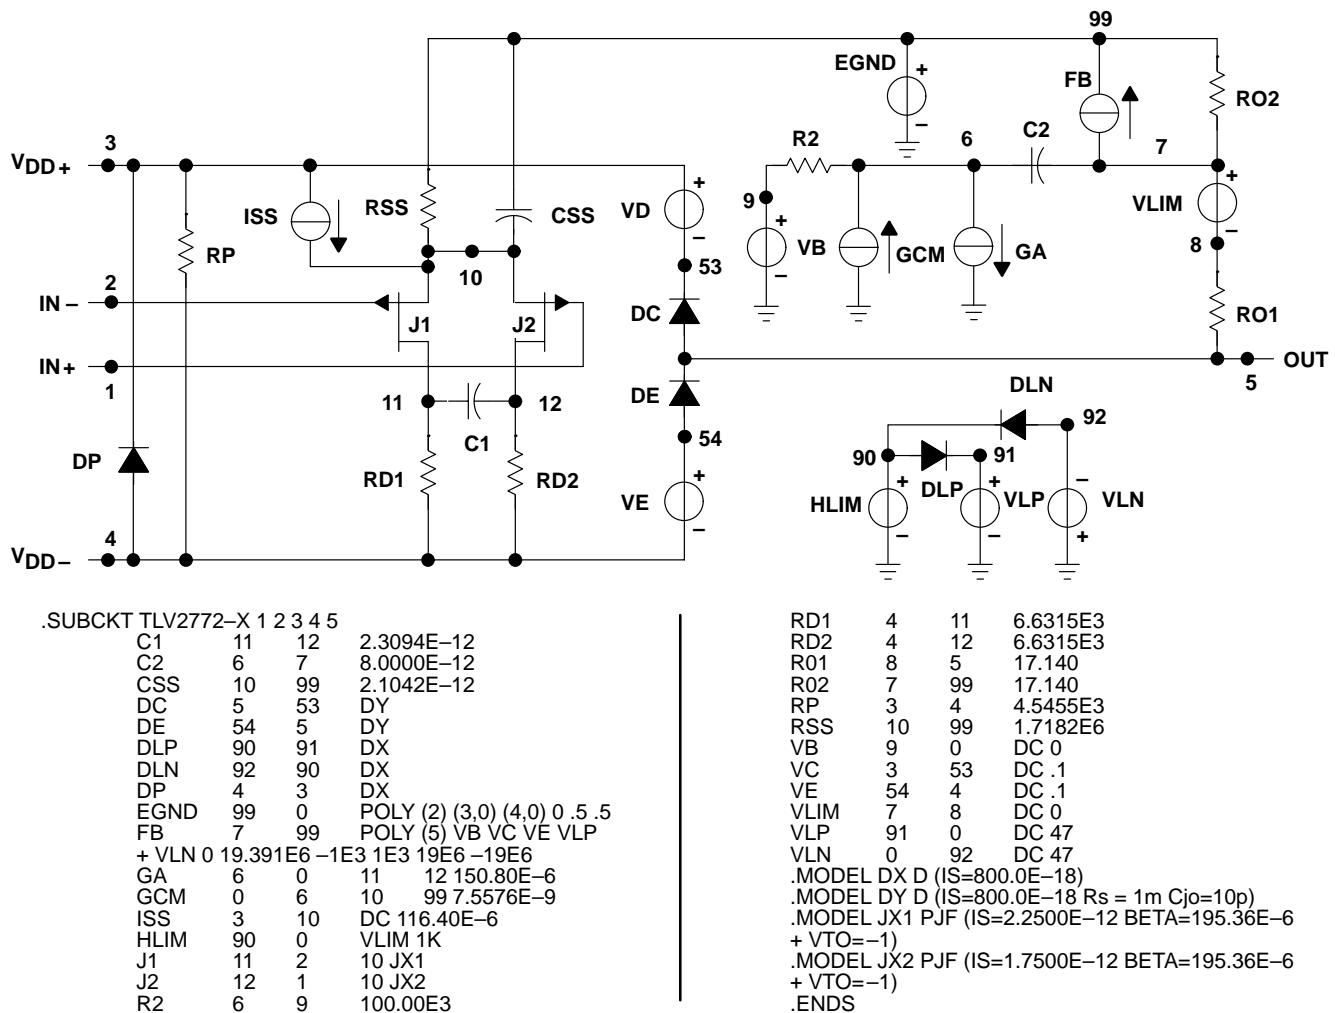 99
EGND
+
FB
RO2
−
3
VDD+
R2
6
C2
7
RSS
ISS
CSS
VD
+
−
9
+
VB
−
GCM
GA
+
VLIM
−
8
RP
10
53
2
IN −
J1
J2
DC
RO1
IN+
1
OUT
5
DE
DLN
11
12
C1
54
92
90
91
DP
RD1
RD2
VE
+
−
HLIM
+
−
DLP
+
VLP
−
−
VLN
+
4
VDD−
.SUBCKT TLV2772−X 1 2 3 4 5
C1 11 12 2.3094E−12
C2 6 7 8.0000E−12
CSS 10 99 2.1042E−12
DC 5 53 DY
DE 54 5 DY
DLP 90 91 DX
DLN 92 90 DX
DP 4 3 DX
EGND 99 0 POLY (2) (3,0) (4,0) 0 .5 .5
FB 7 99 POLY (5) VB VC VE VLP
+ VLN 0 19.391E6 −1E3 1E3 19E6 −19E6
GA 6 0 11 12 150.80E−6
GCM 0 6 10 99 7.5576E−9
ISS 3 10 DC 116.40E−6
HLIM 90 0 VLIM 1K
J1 11 2 10 JX1
J2 12 1 10 JX2
R2 6 9 100.00E3
RD1 4 11 6.6315E3
RD2 4 12 6.6315E3
R01 8 5 17.140
R02 7 99 17.140
RP 3 4 4.5455E3
RSS 10 99 1.7182E6
VB 9 0 DC 0
VC 3 53 DC .1
VE 54 4 DC .1
VLIM 7 8 DC 0
VLP 91 0 DC 47
VLN 0 92 DC 47
.MODEL DX D (IS=800.0E−18)
.MODEL DY D (IS=800.0E−18 Rs = 1m Cjo=10p)
.MODEL JX1 PJF (IS=2.2500E−12 BETA=195.36E−6
+ VTO=−1)
.MODEL JX2 PJF (IS=1.7500E−12 BETA=195.36E−6
+ VTO=−1)
.ENDS